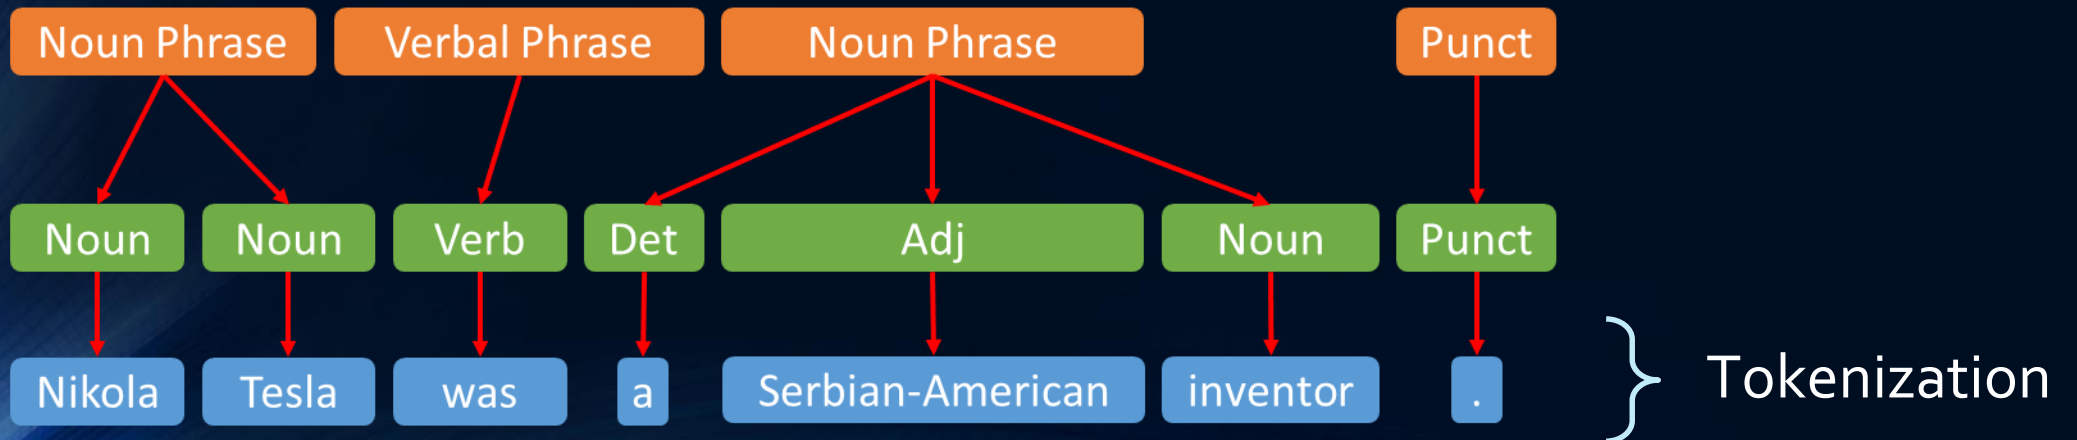 Noun Phrase Verbal Phrase Noun Phrase Punct
Noun Noun Verb Det Adj Noun Punct
Nikola Tesla was a Serbian-American inventor . Tokenization